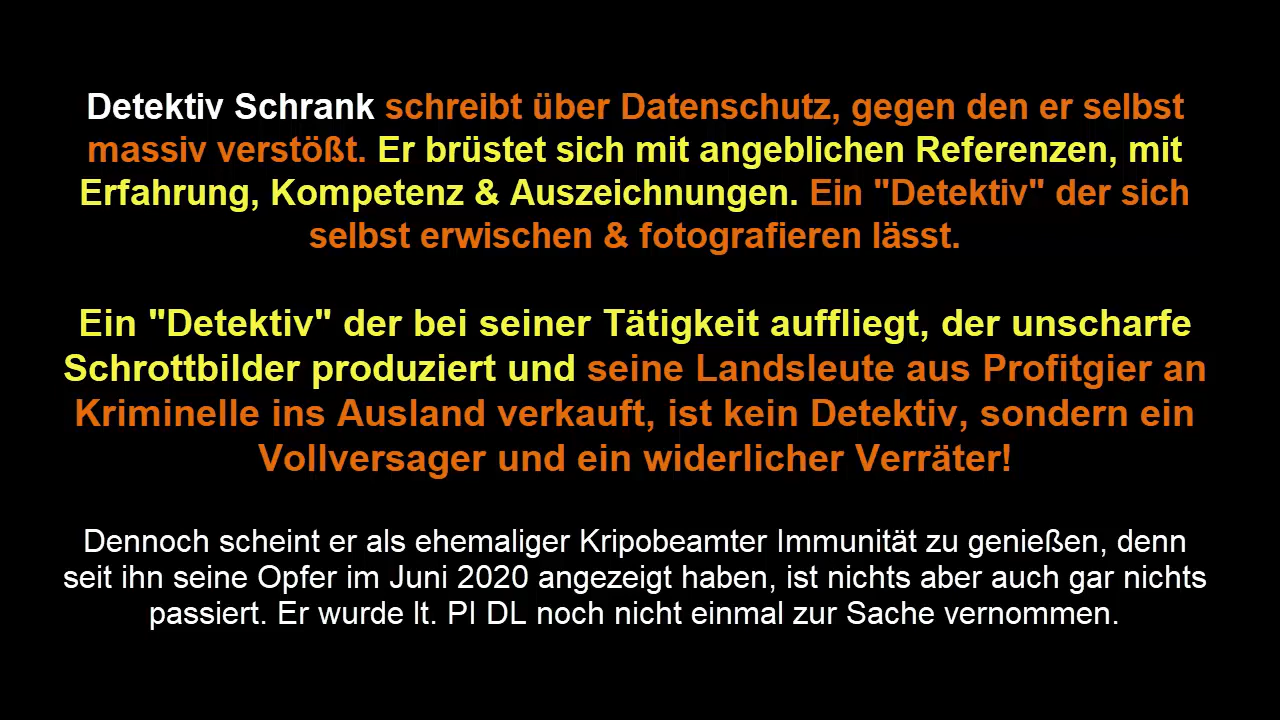 Detektiv Schrank schreibt über Datenschutz, gegen den er selbst
massiv verstößt. Er brüstet sich mit angeblichen Referenzen, mit
Erfahrung, Kompetenz & Auszeichnungen. Ein "Detektiv" der sich
selbst erwischen & fotografieren lässt.
Ein "Detektiv" der bei seiner Tätigkeit auffliegt, der unscharfe
Schrottbilder produziert und seine Landsleute aus Profitgier an
Kriminelle ins Ausland verkauft, ist kein Detektiv, sondern ein
Vollversager und ein widerlicher Verräter!
Dennoch scheint er als ehemaliger Kripobeamter Immunität zu genießen, denn
seit ihn seine Opfer im Juni 2020 angezeigt haben, ist nichts aber auch gar nichts
passiert. Er wurde lt. PI DL noch nicht einmal zur Sache vernommen.